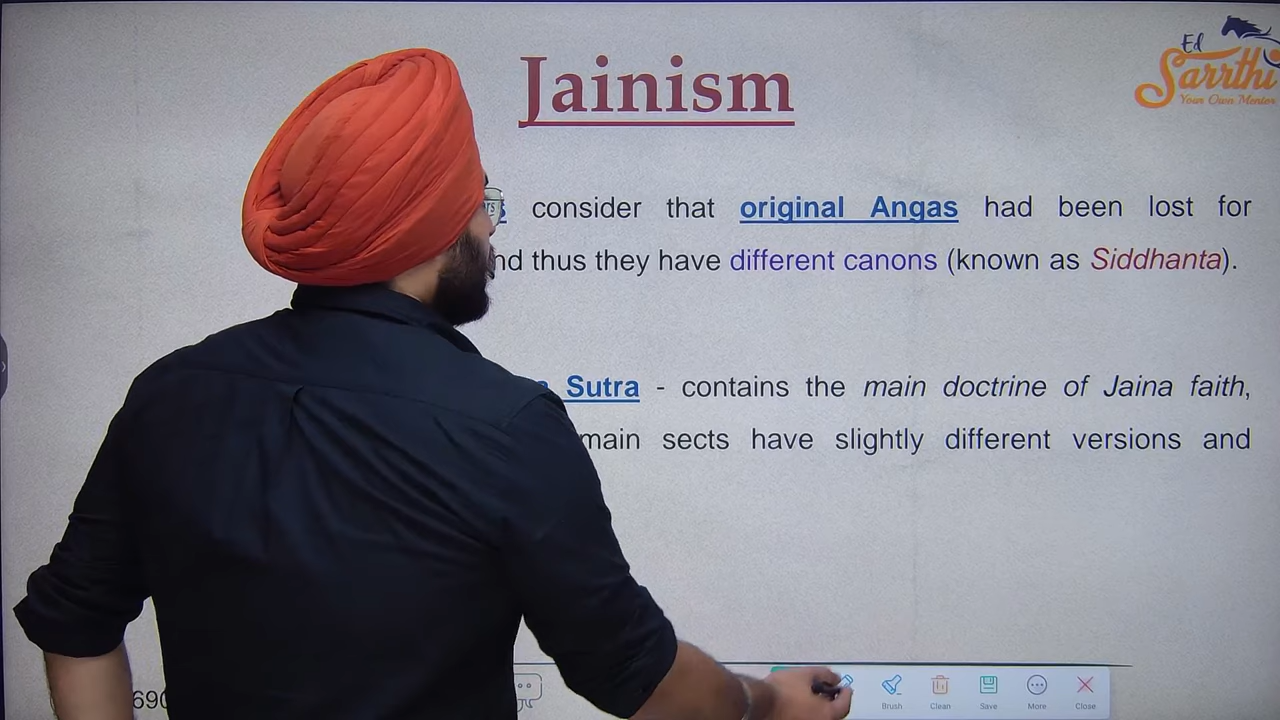 Jainism
Ed
Sarrthi
Your Own Mentor
consider that original Angas had been lost for
nd thus they have different canons (known as Siddhanta).
a Sutra - contains the main doctrine of Jaina faith,
main sects have slightly different versions and
690
Brush Clean Save More Close